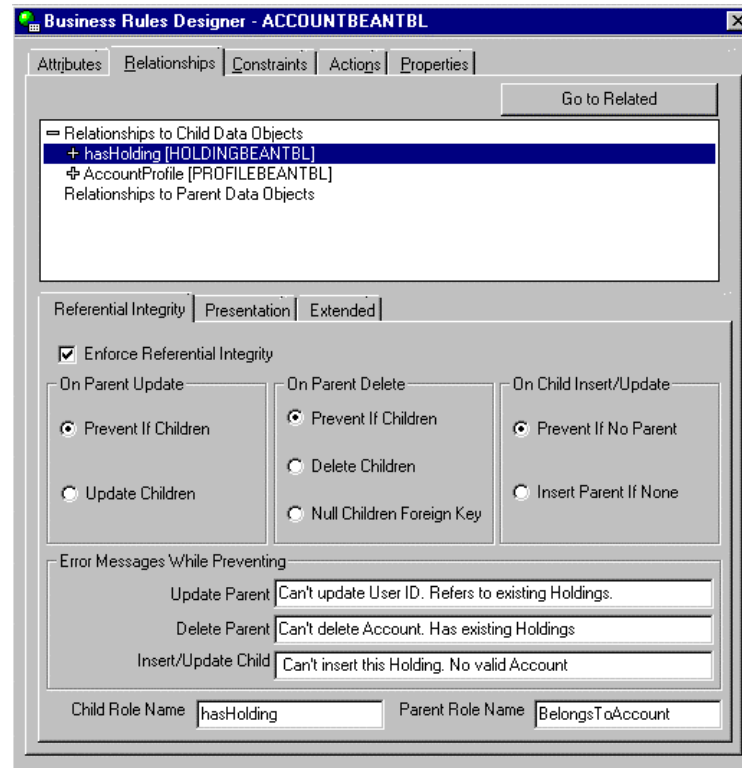 Business Rules Designer - ACCOUNTBEANTBL
Attributes Relationships Constraints Actions Properties
Go to Related
Relationships to Child Data Objects
hasHolding [HOLDINGBEANTBL]
AccountProfile [PROFILEBEANTBL]
Relationships to Parent Data Objects
Referential Integrity Presentation Extended
Enforce Referential Integrity
On Parent Update On Parent Delete On Child Insert/Update
Prevent If Children Prevent If Children Prevent If No Parent
Delete Children
Update Children Insert Parent If None
Null Children Foreign Key
Error Messages While Preventing
Update Parent Can't update User ID. Refers to existing Holdings.
Delete Parent Can't delete Account. Has existing Holdings
Insert/Update Child Can't insert this Holding. No valid Account
Child Role Name hasHolding Parent Role Name BelongsToAccount